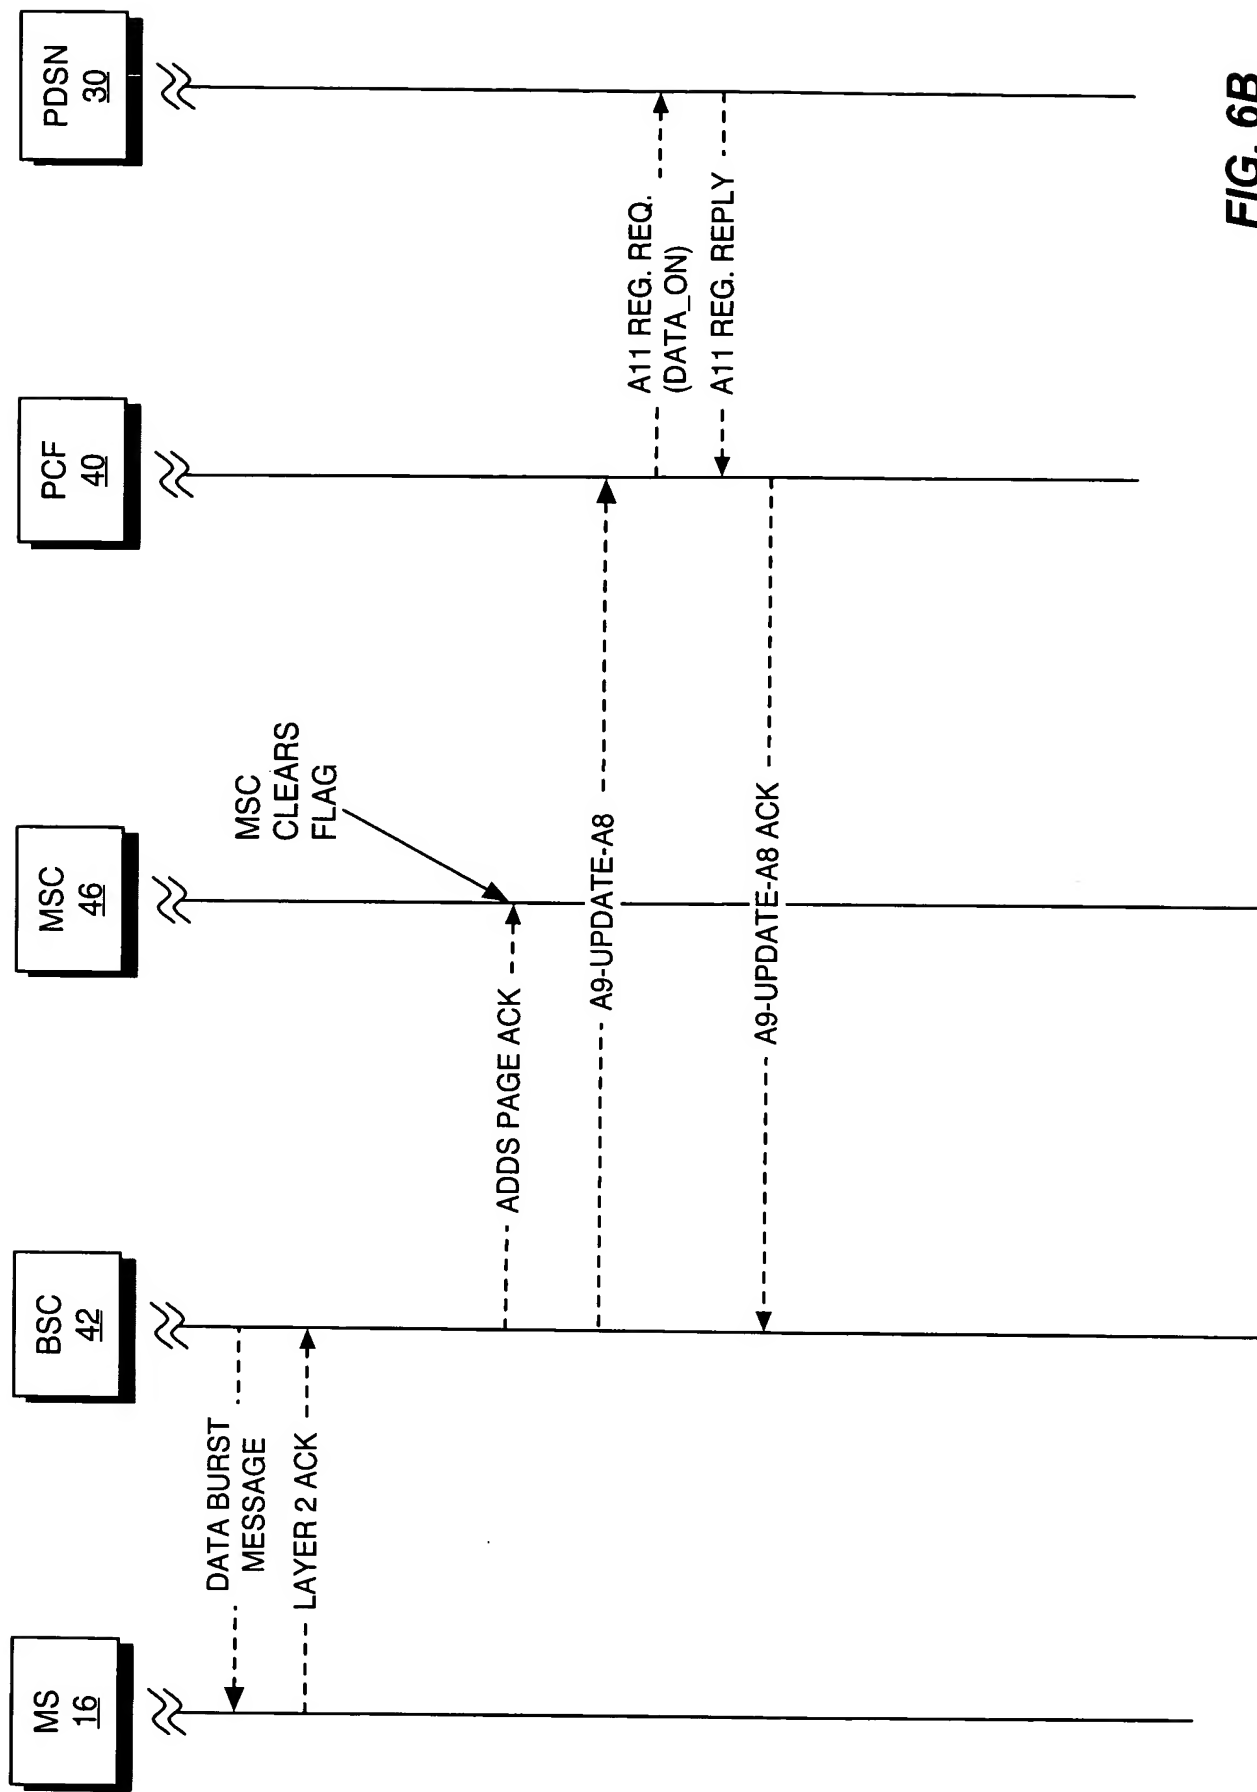 MS
16
BSC
42
MSC
46
PCF
40
PDSN
30
DATA BURST
MESSAGE
LAYER 2 ACK
ADDS PAGE ACK
MSC
CLEARS
FLAG
A9-UPDATE-A8
A11 REG. REQ.
(DATA_ON)
A11 REG. REPLY
A9-UPDATE-A8 ACK
FIG. 6B